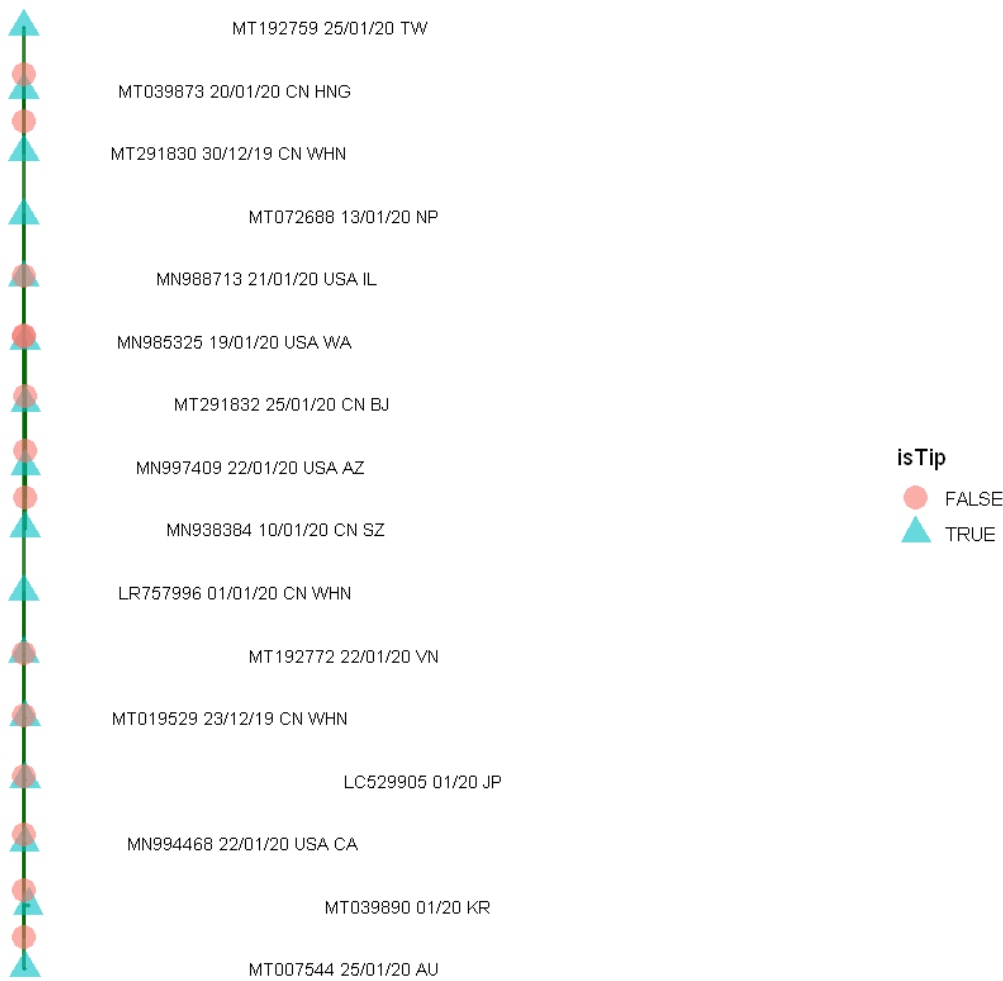 MT192759 25/01/20 TW
MT039873 20/01/20 CN HNG
MT291830 30/12/19 CN WHN
MT072688 13/01/20 NP
MN988713 21/01/20 USA IL
MN985325 19/01/20 USA WA
MT291832 25/01/20 CN BJ
MN997409 22/01/20 USA AZ
MN938384 10/01/20 CN SZ
LR757996 01/01/20 CN WHN
MT192772 22/01/20 VN
MT019529 23/12/19 CN WHN
LC529905 01/20 JP
MN994468 22/01/20 USA CA
MT039890 01/20 KR
MT007544 25/01/20 AU
isTip
FALSE
TRUE